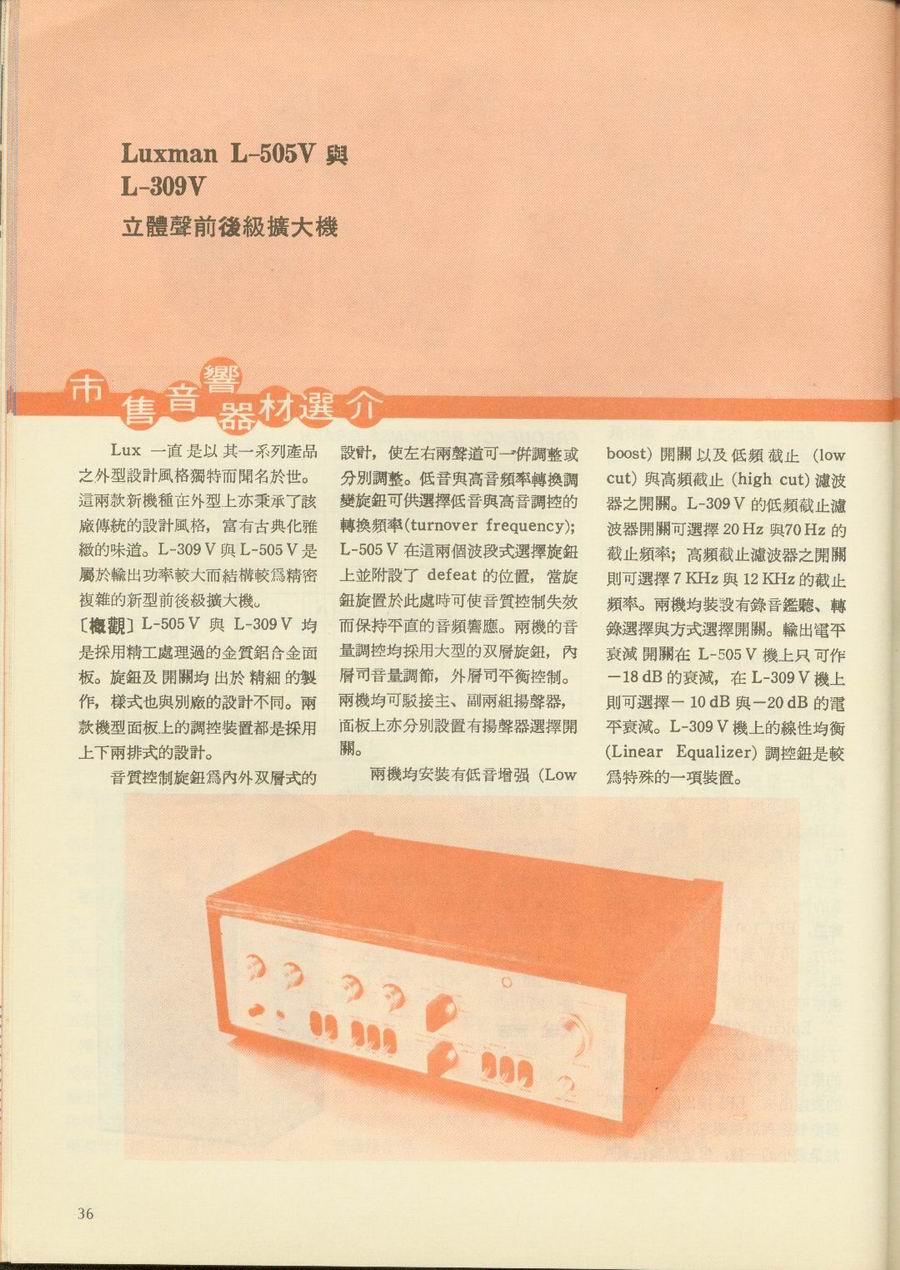 Luxman L-505V 與
L-309V
立體聲前後級擴大機
市售音響器材選介
Lux 一直是以其一系列產品
之外型設計風格獨特而聞名於世。
這兩款新機種在外型上亦秉承了該
廠傳統的設計風格，富有古典化雅
緻的味道。L-309V與L-505V是
屬於輸出功率較大而結構較爲精密
複雜的新型前後級擴大機。
〔概觀〕L-505V 與 L-309V 均
是採用精工處理過的金質鋁合金面
板。旋鈕及開關均出於精細的製
作，樣式也與別廠的設計不同。兩
款機型面板上的調控裝置都是採用
上下兩排式的設計。
音質控制旋鈕爲內外双層式的
設計，使左右兩聲道可一併調整或
分別調整。低音與高音頻率轉換調
變旋鈕可供選擇低音與高音調控的
轉換頻率(turnover frequency);
L-505V 在這兩個波段式選擇旋鈕
上並附設了 defeat 的位置，當旋
鈕旋置於此處時可使音質控制失效
而保持平直的音頻響應。兩機的音
量調控均採用大型的双層旋鈕，內
層司音量調節，外層司平衡控制。
兩機均可駁接主、副兩組揚聲器，
面板上亦分別設置有揚聲器選擇開
關。
兩機均安裝有低音增强 (Low
boost) 開關以及低頻截止 (low
cut) 與高頻截止 (high cut) 濾波
器之開關。L-309V 的低頻截止濾
波器開關可選擇 20Hz 與70Hz 的
截止頻率；高頻截止濾波器之開關
則可選擇 7KHz 與 12KHz 的截止
頻率。兩機均裝設有錄音鑑聽、轉
錄選擇與方式選擇開關。輸出電平
衰減開關在 L-505V 機上只可作
－18dB 的衰減，在 L-309V 機上
則可選擇－10dB 與－20dB 的電
平衰減。L-309V 機上的線性均衡
(Linear Equalizer) 調控鈕是較
爲特殊的一項裝置。
36